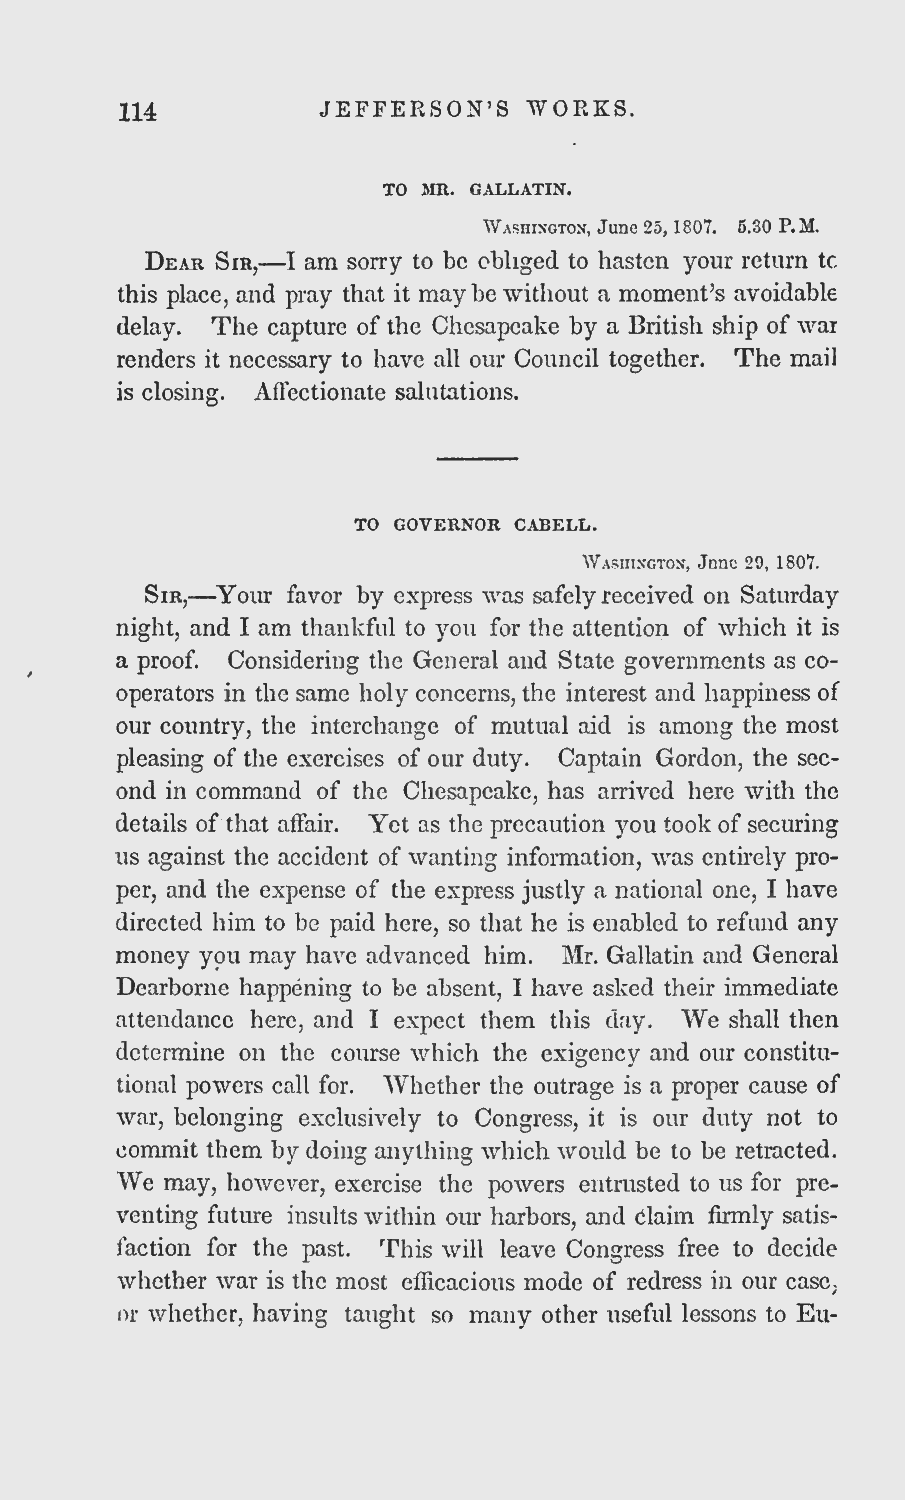 114 JEFFERSON'S WORKS.
TO MR. GALLATIN.
WASHINGTON, June 25, 1807. 5.30 P.M.
DEAR SIR,—I am sorry to be obliged to hasten your return to
this place, and pray that it may be without a moment's avoidable
delay. The capture of the Chesapeake by a British ship of war
renders it necessary to have all our Council together. The mail
is closing. Affectionate salutations.
TO GOVERNOR CABELL.
WASHINGTON, June 29, 1807.
SIR,—Your favor by express was safely received on Saturday
night, and I am thankful to you for the attention of which it is
a proof. Considering the General and State governments as co-
operators in the same holy concerns, the interest and happiness of
our country, the interchange of mutual aid is among the most
pleasing of the exercises of our duty. Captain Gordon, the sec-
ond in command of the Chesapeake, has arrived here with the
details of that affair. Yet as the precaution you took of securing
us against the accident of wanting information, was entirely pro-
per, and the expense of the express justly a national one, I have
directed him to be paid here, so that he is enabled to refund any
money you may have advanced him. Mr. Gallatin and General
Dearborne happening to be absent, I have asked their immediate
attendance here, and I expect them this day. We shall then
determine on the course which the exigency and our constitu-
tional powers call for. Whether the outrage is a proper cause of
war, belonging exclusively to Congress, it is our duty not to
commit them by doing anything which would be to be retracted.
We may, however, exercise the powers entrusted to us for pre-
venting future insults within our harbors, and claim firmly satis-
faction for the past. This will leave Congress free to decide
whether war is the most efficacious mode of redress in our case,
or whether, having taught so many other useful lessons to Eu-